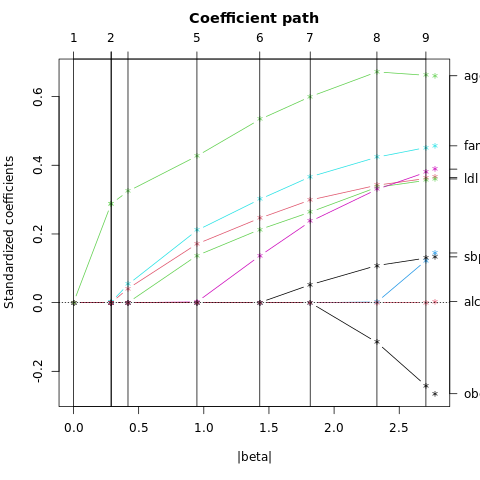 Coefficient path
1 2 5 6 7 8 9
Standardized coefficients
0.6
0.4
0.2
0.0
-0.2
ag
fam
ldl
sbp
alc
obe
0.0 0.5 1.0 1.5 2.0 2.5
|beta|